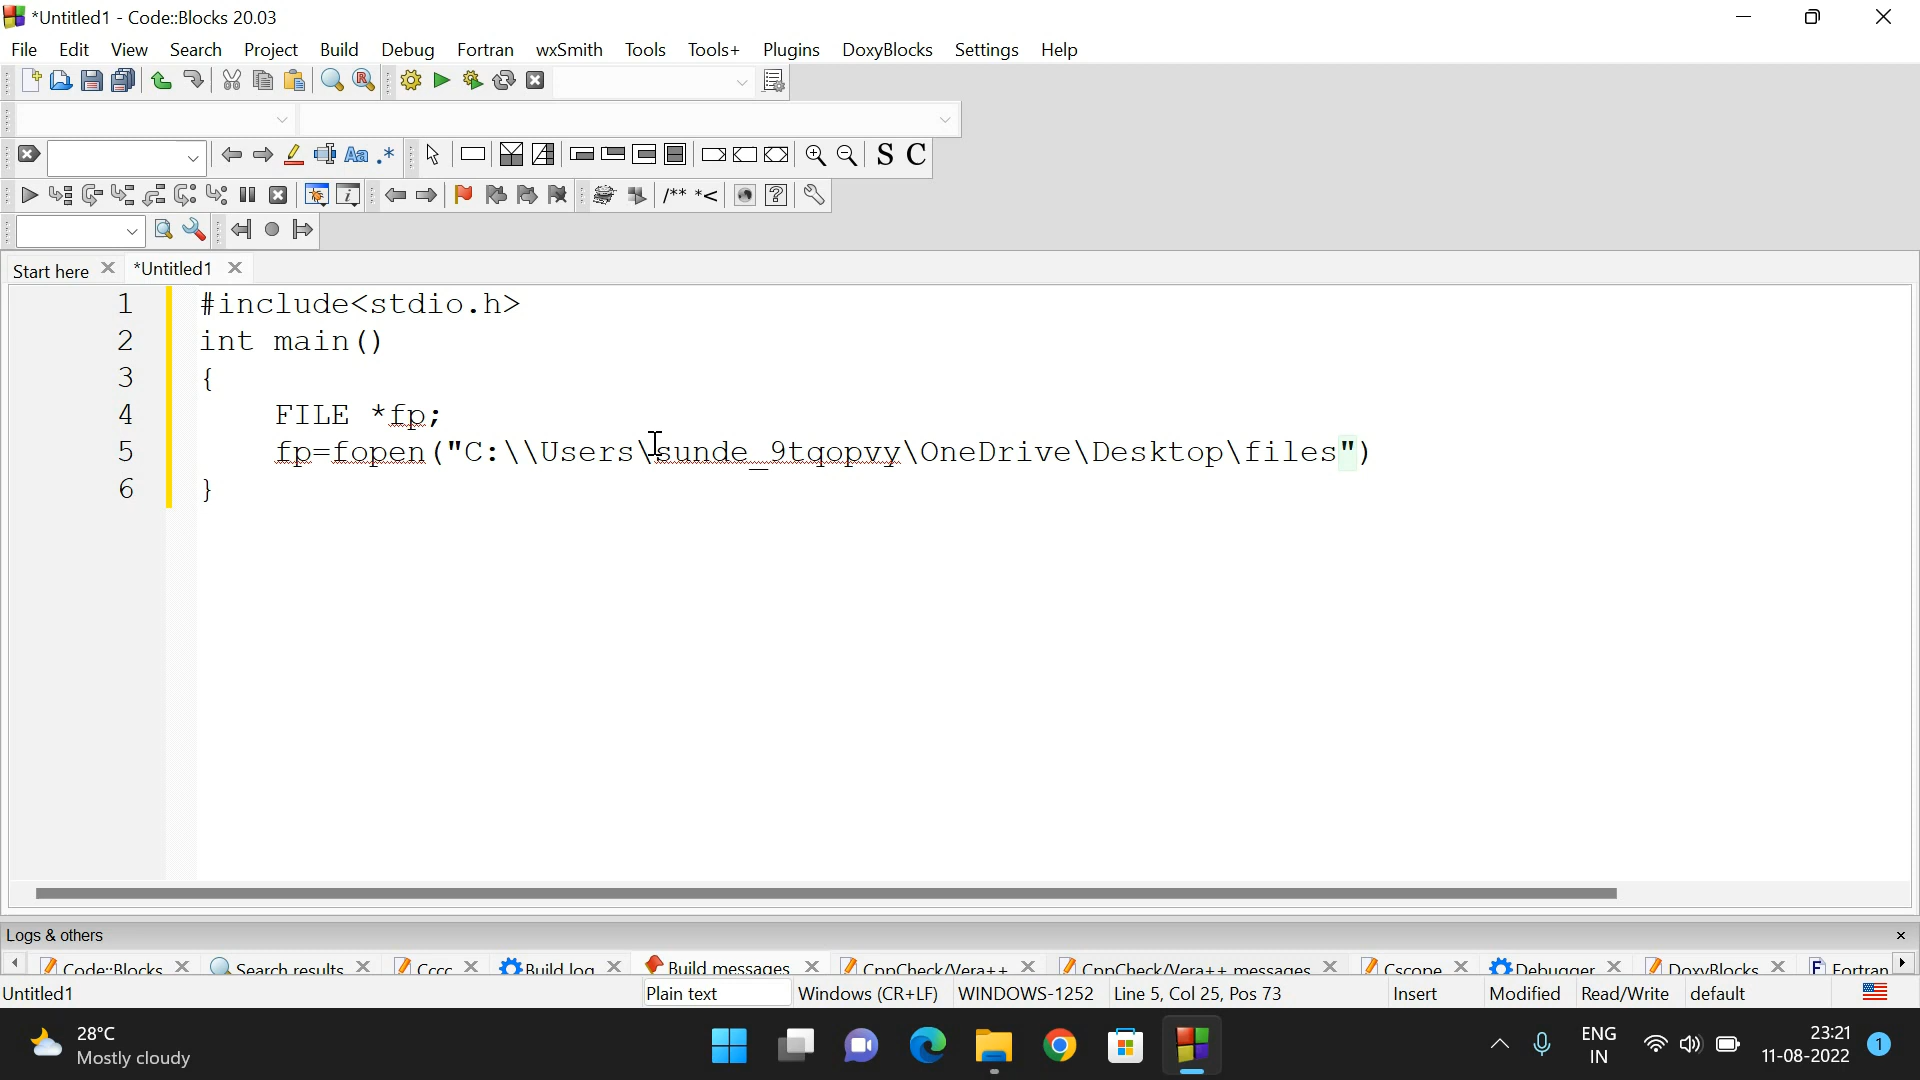 *Untitled1 - Code::Blocks 20.03
File Edit View Search Project Build Debug Fortran wxSmith Tools Tools+ Plugins DoxyBlocks Settings Help
S C
/** *<
Start here *Untitled1
1 #include<stdio.h>
2 int main()
3 {
4 FILE *fp;
5 fp=fopen("C:\\Users\sunde_9tqopvy\OneDrive\Desktop\files")
6 }
Logs & others
Code::Blocks Search results Cccc Build log Build messages CppCheck/Vera++ CppCheck/Vera++ messages Cscope Debugger DoxyBlocks Fortran
Untitled1 Plain text Windows (CR+LF) WINDOWS-1252 Line 5, Col 25, Pos 73 Insert Modified Read/Write default
28°C
Mostly cloudy
ENG
IN
23:21
11-08-2022
1